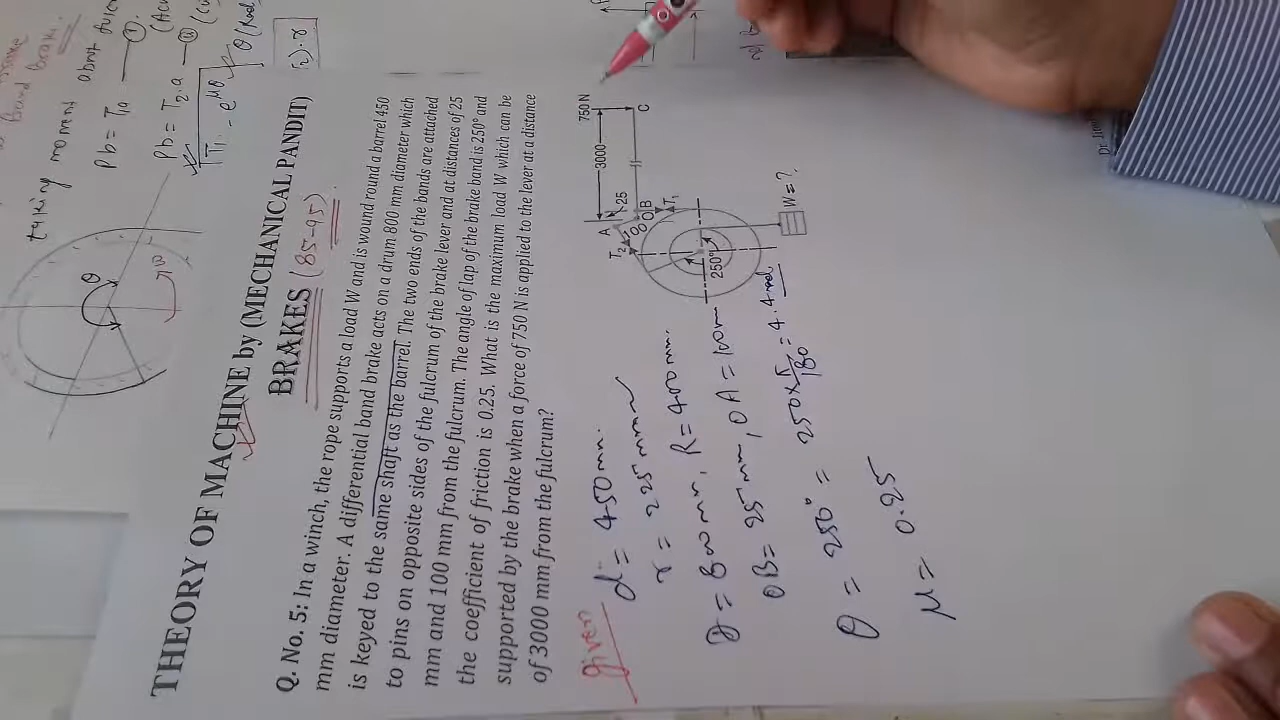 taking moment about fulc
Pb = T1a — ①
Pb = T2.a — ②
θ
THEORY OF MACHINE by (MECHANICAL PANDIT)
BRAKES (85-95)
Q. No. 5: In a winch, the rope supports a load W and is wound round a barrel 450
mm diameter. A differential band brake acts on a drum 800 mm diameter which
is keyed to the same shaft as the barrel. The two ends of the bands are attached
to pins on opposite sides of the fulcrum of the brake lever and at distances of 25
mm and 100 mm from the fulcrum. The angle of lap of the brake band is 250° and
the coefficient of friction is 0.25. What is the maximum load W which can be
supported by the brake when a force of 750 N is applied to the lever at a distance
of 3000 mm from the fulcrum?
given
d = 450 mm.
r = 225 mm
D = 800 mm, R = 400 mm.
OB = 25 mm, OA = 100 m
θ = 250° = 250 × π/180 = 4.4 rad
μ = 0.25
750 N
3000
C
A
25
100
O
B
T2
T1
250°
W = ?